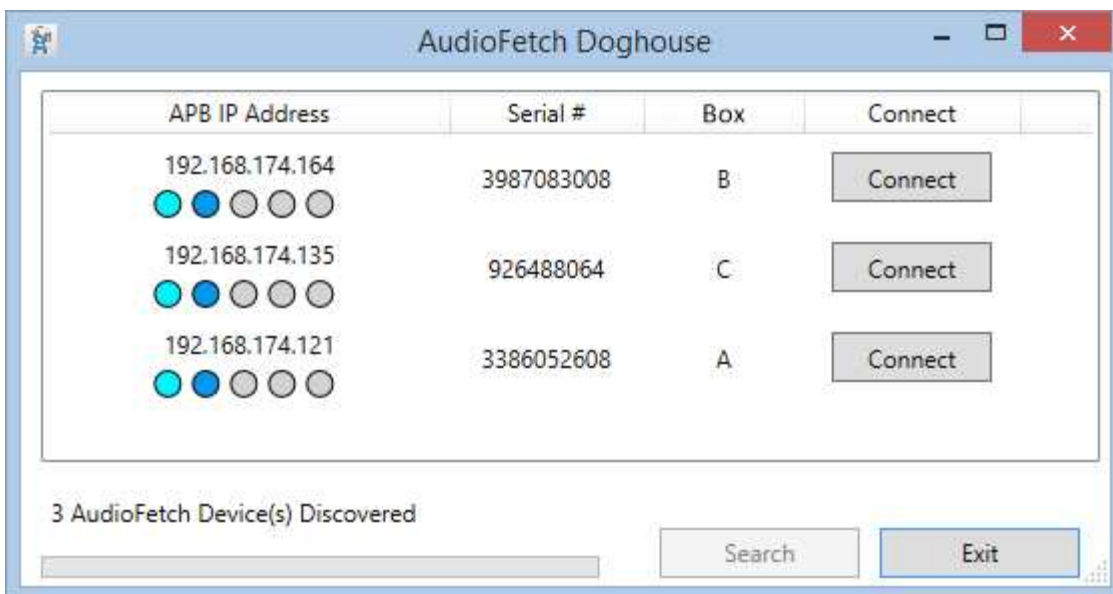 AudioFetch Doghouse
APB IP Address Serial # Box Connect
192.168.174.164 3987083008 B Connect
192.168.174.135 926488064 C Connect
192.168.174.121 3386052608 A Connect
3 AudioFetch Device(s) Discovered
Search Exit